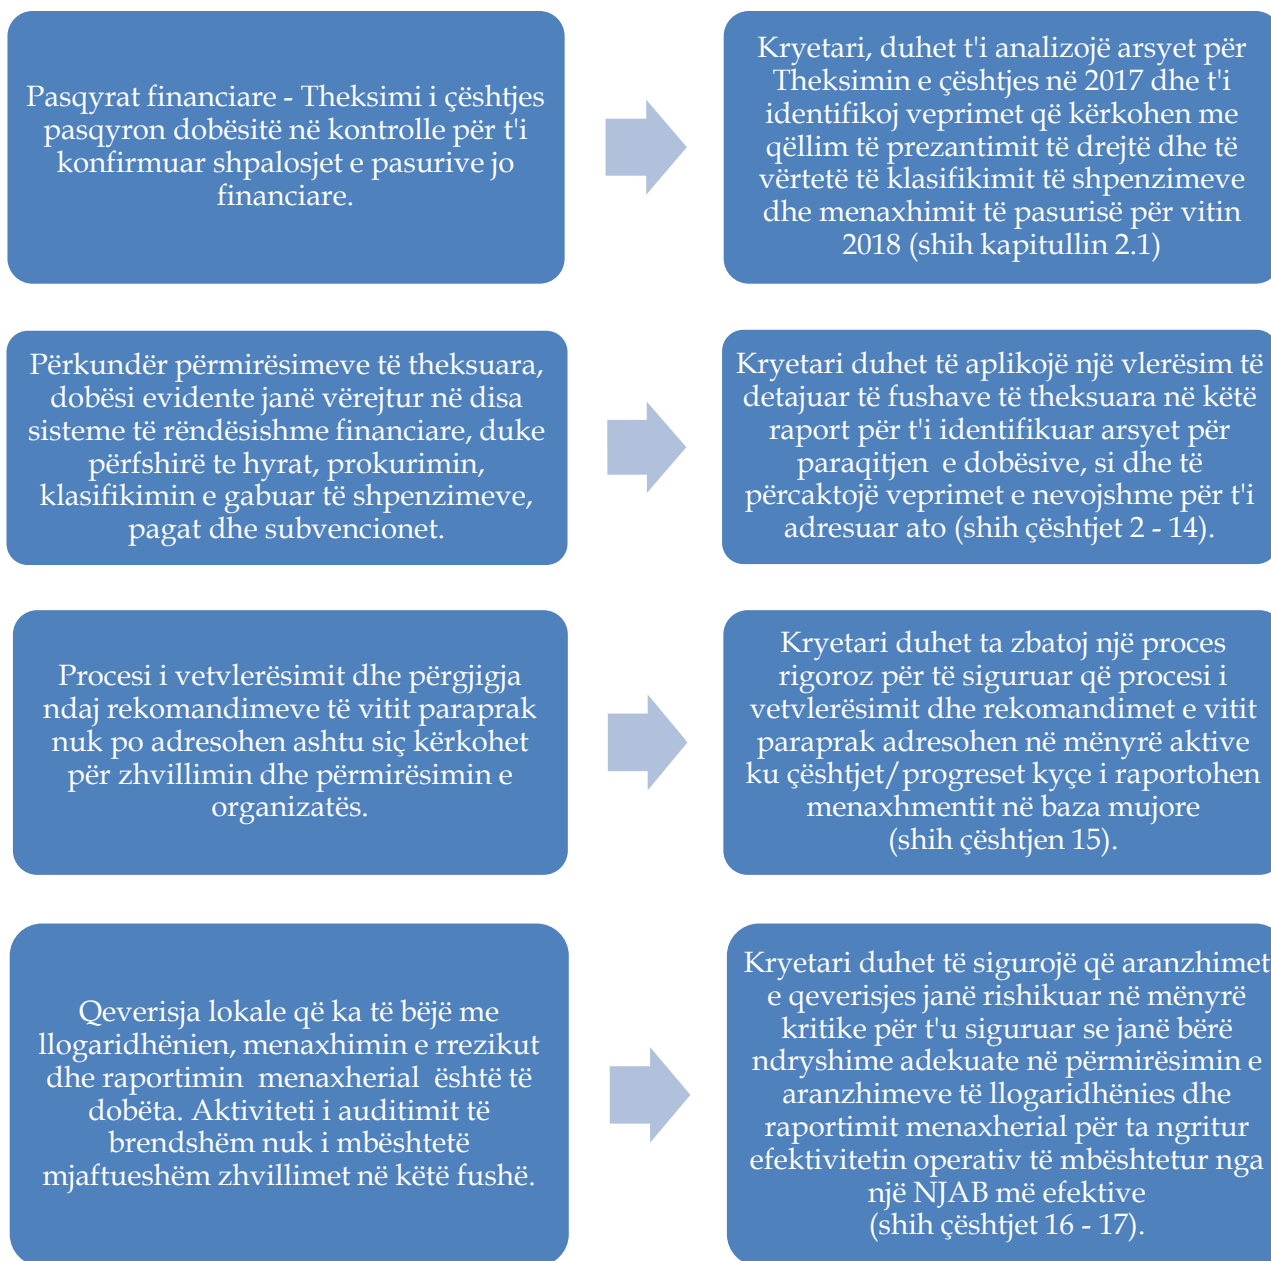 Pasqyrat financiare - Theksimi i çështjes
pasqyron dobësitë në kontrolle për t'i
konfirmuar shpalosjet e pasurive jo
financiare.
Kryetari, duhet t'i analizojë arsyet për
Theksimin e çështjes në 2017 dhe t'i
identifikoj veprimet që kërkohen me
qëllim të prezantimit të drejtë dhe të
vërtetë të klasifikimit të shpenzimeve
dhe menaxhimit të pasurisë për vitin
2018 (shih kapitullin 2.1)
Përkundër përmirësimeve të theksuara,
dobësi evidente janë vërejtur në disa
sisteme të rëndësishme financiare, duke
përfshirë te hyrat, prokurimin,
klasifikimin e gabuar të shpenzimeve,
pagat dhe subvencionet.
Kryetari duhet të aplikojë një vlerësim të
detajuar të fushave të theksuara në këtë
raport për t'i identifikuar arsyet për
paraqitjen e dobësive, si dhe të
përcaktojë veprimet e nevojshme për t'i
adresuar ato (shih çështjet 2 - 14).
Procesi i vetvlerësimit dhe përgjigja
ndaj rekomandimeve të vitit paraprak
nuk po adresohen ashtu siç kërkohet
për zhvillimin dhe përmirësimin e
organizatës.
Kryetari duhet ta zbatoj një proces
rigoroz për të siguruar që procesi i
vetvlerësimit dhe rekomandimet e vitit
paraprak adresohen në mënyrë aktive
ku çështjet/progreset kyçe i raportohen
menaxhmentit në baza mujore
(shih çështjen 15).
Qeverisja lokale që ka të bëjë me
llogaridhënien, menaxhimin e rrezikut
dhe raportimin menaxherial është të
dobëta. Aktiviteti i auditimit të
brendshëm nuk i mbështetë
mjaftueshëm zhvillimet në këtë fushë.
Kryetari duhet të sigurojë që aranzhimet
e qeverisjes janë rishikuar në mënyrë
kritike për t'u siguruar se janë bërë
ndryshime adekuate në përmirësimin e
aranzhimeve të llogaridhënies dhe
raportimit menaxherial për ta ngritur
efektivitetin operativ të mbështetur nga
një NJAB më efektive
(shih çështjet 16 - 17).